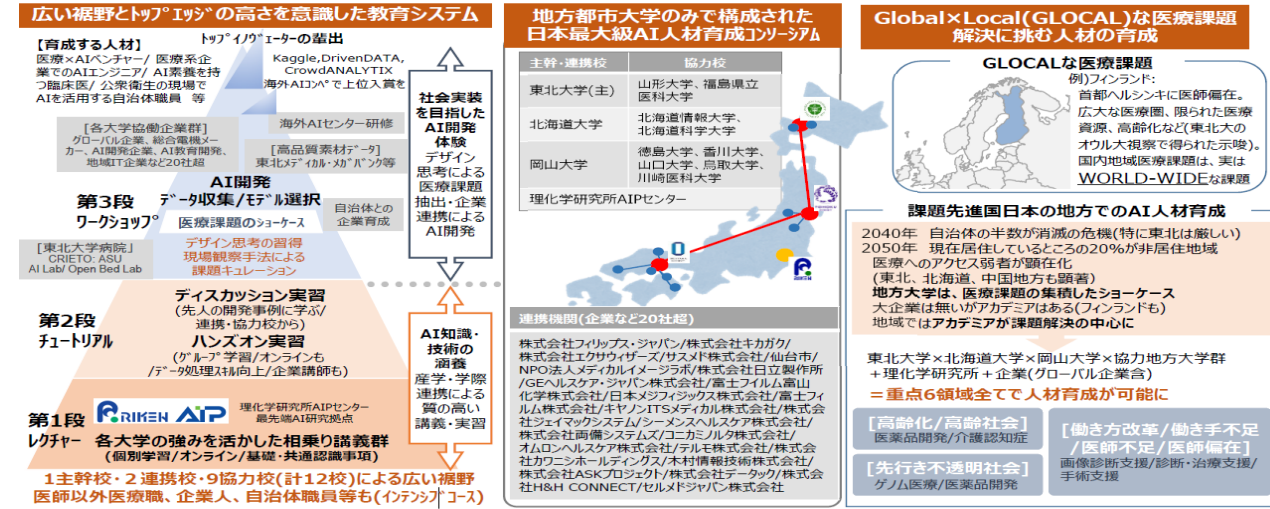 広い裾野とﾄｯﾌﾟｴｯｼﾞの高さを意識した教育システム
ﾄｯﾌﾟｲﾉｳﾞｪｰﾀｰの輩出
【育成する人材】
医療×AIベンチャー/ 医療系企
業でのAIエンジニア/ AI素養を持
つ臨床医/ 公衆衛生の現場で
AIを活用する自治体職員 等
Kaggle,DrivenDATA,
CrowdANALYTIX
海外AIｺﾝﾍﾟで上位入賞を
海外AIセンター研修
[各大学協働企業群]
グローバル企業、総合電機メー
カー、AI開発企業、AI教育開発、
地域IT企業など20社超
[高品質素材データ]
東北ﾒﾃﾞｨｶﾙ・ﾒｶﾞﾊﾞﾝｸ等
AI開発
ﾃﾞｰﾀ収集/ﾓﾃﾞﾙ選択
第3段
ワークショップﾟ
医療課題のｼｮｰｹｰｽ
自治体との
企業育成
[東北大学病院」
CRIETO: ASU
AI Lab/ Open Bed Lab
デザイン思考の習得
現場観察手法による
課題キュレーション
社会実装
を目指した
AI開発
体験
デザイン
思考による
医療課題
抽出・企業
連携による
AI開発
第2段
チュートリアル
ディスカッション実習
(先人の開発事例に学ぶ/
連携・協力校から)
ハンズオン実習
(ｸﾞﾙｰﾌﾟ学習/オンラインも
/ﾃﾞｰﾀ処理ｽｷﾙ向上/企業講師も)
AI知識・
技術の
涵養
産学・学際
連携による
質の高い
講義・実習
第1段
レクチャー
RIKEN AIP
理化学研究所AIPセンター
最先端AI研究拠点
各大学の強みを活かした相乗り講義群
(個別学習/オンライン/基礎・共通認識事項)
1主幹校・２連携校・9協力校(計12校)による広い裾野
医師以外医療職、企業人、自治体職員等も(ｲﾝﾃﾝｼﾌﾞｺｰｽ)
地方都市大学のみで構成された
日本最大級AI人材育成ｺﾝｿｰｼｱﾑ
主幹・連携校 協力校
東北大学(主) 山形大学、福島県立
医科大学
北海道大学 北海道情報大学、
北海道科学大学
岡山大学 徳島大学、香川大学、
山口大学、鳥取大学、
川崎医科大学
理化学研究所AIPセンター
RIKEN
連携機関(企業など20社超)
株式会社フィリップス・ジャパン/株式会社キカガク/
株式会社エクサウィザーズ/サスメド株式会社/仙台市/
NPO法人メディカルイメージラボ/株式会社日立製作所
/GEヘルスケア・ジャパン株式会社/富士フイルム富山
化学株式会社/日本メジフィジックス株式会社/富士フィ
ルム株式会社/キヤノンITSメディカル株式会社/株式会
社ジェイマックシステム/シーメンスヘルスケア株式会社/
株式会社両備システムズ/コニカミノルタ株式会社/
オムロンヘルスケア株式会社/テルモ株式会社/株式会
社カワニシホールディングス/木村情報技術株式会社/
株式会社ASKプロジェクト/株式会社データック/株式会
社H&H CONNECT/セルメドジャパン株式会社
Global×Local(GLOCAL)な医療課題
解決に挑む人材の育成
GLOCALな医療課題
例)フィンランド:
首都ヘルシンキに医師偏在。
広大な医療圏、限られた医療
資源、高齢化など(東北大の
オウル大視察で得られた示唆)。
国内地域医療課題は、実は
WORLD-WIDEな課題
課題先進国日本の地方でのAI人材育成
2040年 自治体の半数が消滅の危機(特に東北は厳しい)
2050年 現在居住しているところの20%が非居住地域
医療へのアクセス弱者が顕在化
(東北、北海道、中国地方も顕著)
地方大学は、医療課題の集積したショーケース
大企業は無いがアカデミアはある(フィンランドも)
地域ではアカデミアが課題解決の中心に
東北大学×北海道大学×岡山大学×協力地方大学群
＋理化学研究所＋企業(グローバル企業含)
＝重点6領域全てで人材育成が可能に
[高齢化/高齢社会]
医薬品開発/介護認知症
[先行き不透明社会]
ゲノム医療/医薬品開発
[働き方改革/働き手不足
/医師不足/医師偏在]
画像診断支援/診断・治療支援/
手術支援